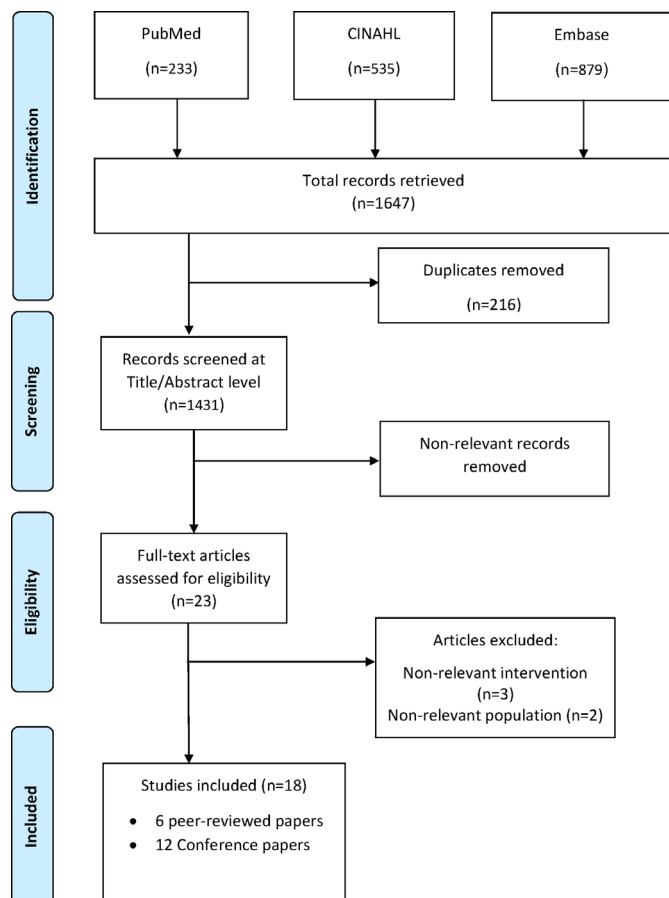 PubMed
(n=233)
CINAHL
(n=535)
Embase
(n=879)
Identification
Total records retrieved
(n=1647)
Duplicates removed
(n=216)
Screening
Records screened at
Title/Abstract level
(n=1431)
Non-relevant records
removed
Eligibility
Full-text articles
assessed for eligibility
(n=23)
Articles excluded:
Non-relevant intervention
(n=3)
Non-relevant population (n=2)
Included
Studies included (n=18)
• 6 peer-reviewed papers
• 12 Conference papers